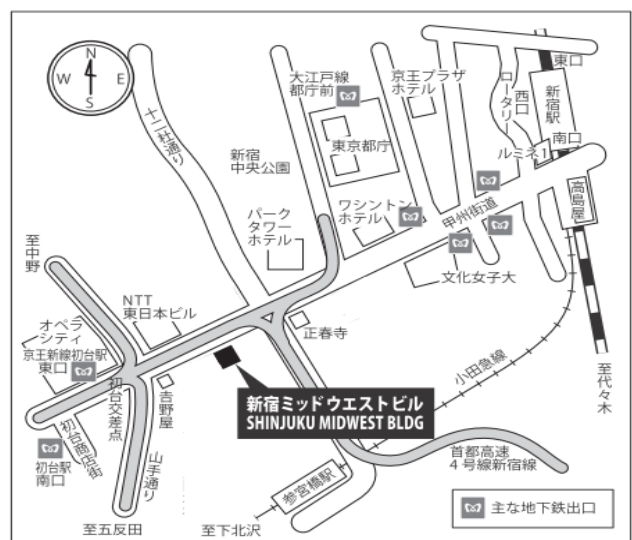 N
W
E
S
十二社通り
大江戸線
都庁前
京王プラザ
ホテル
ロータリー
西口
東口
新宿駅
南口
ルミネ1
高島屋
東京都庁
新宿
中央公園
ワシントン
ホテル
甲州街道
パーク
タワー
ホテル
文化女子大
至中野
NTT
東日本ビル
正春寺
オペラ
シティ
京王新線初台駅
東口
初台交差点
吉野屋
小田急線
至代々木
新宿ミッドウエストビル
SHINJUKU MIDWEST BLDG
初台商店街
初台駅
南口
山手通り
首都高速
4号線新宿線
参宮橋駅
主な地下鉄出口
至五反田
至下北沢